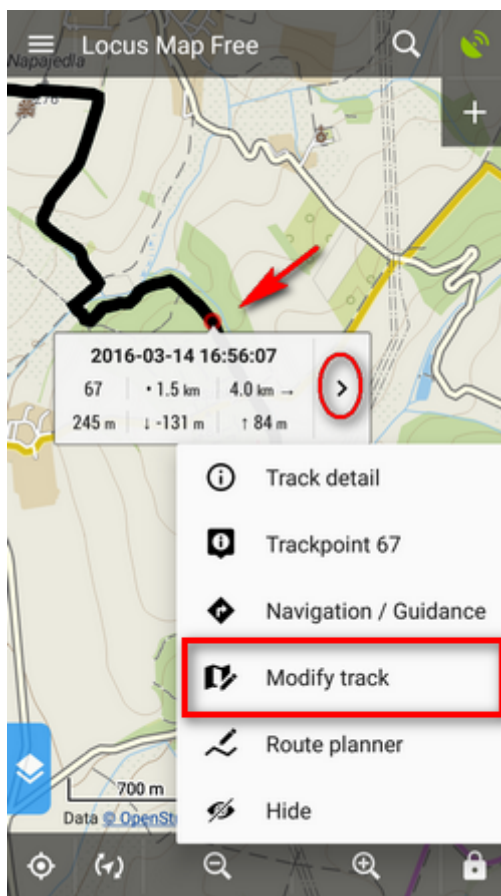 Locus Map Free
Napajedla
276
2016-03-14 16:56:07
67 • 1.5 km 4.0 km →
245 m ↓ -131 m ↑ 84 m
Track detail
Trackpoint 67
Navigation / Guidance
Modify track
Route planner
Hide
700 m
Data © OpenSt